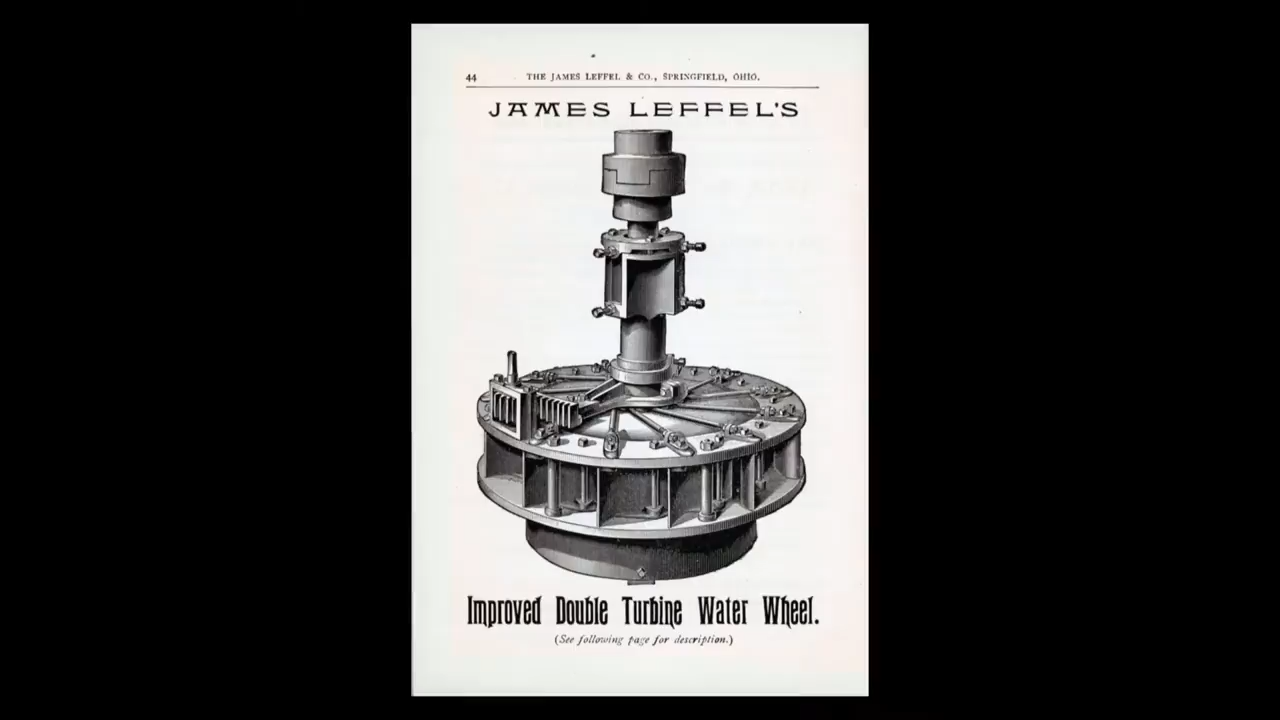 44 THE JAMES LEFFEL & CO., SPRINGFIELD, OHIO.
JAMES LEFFEL'S
Improved Double Turbine Water Wheel.
(See following page for description.)